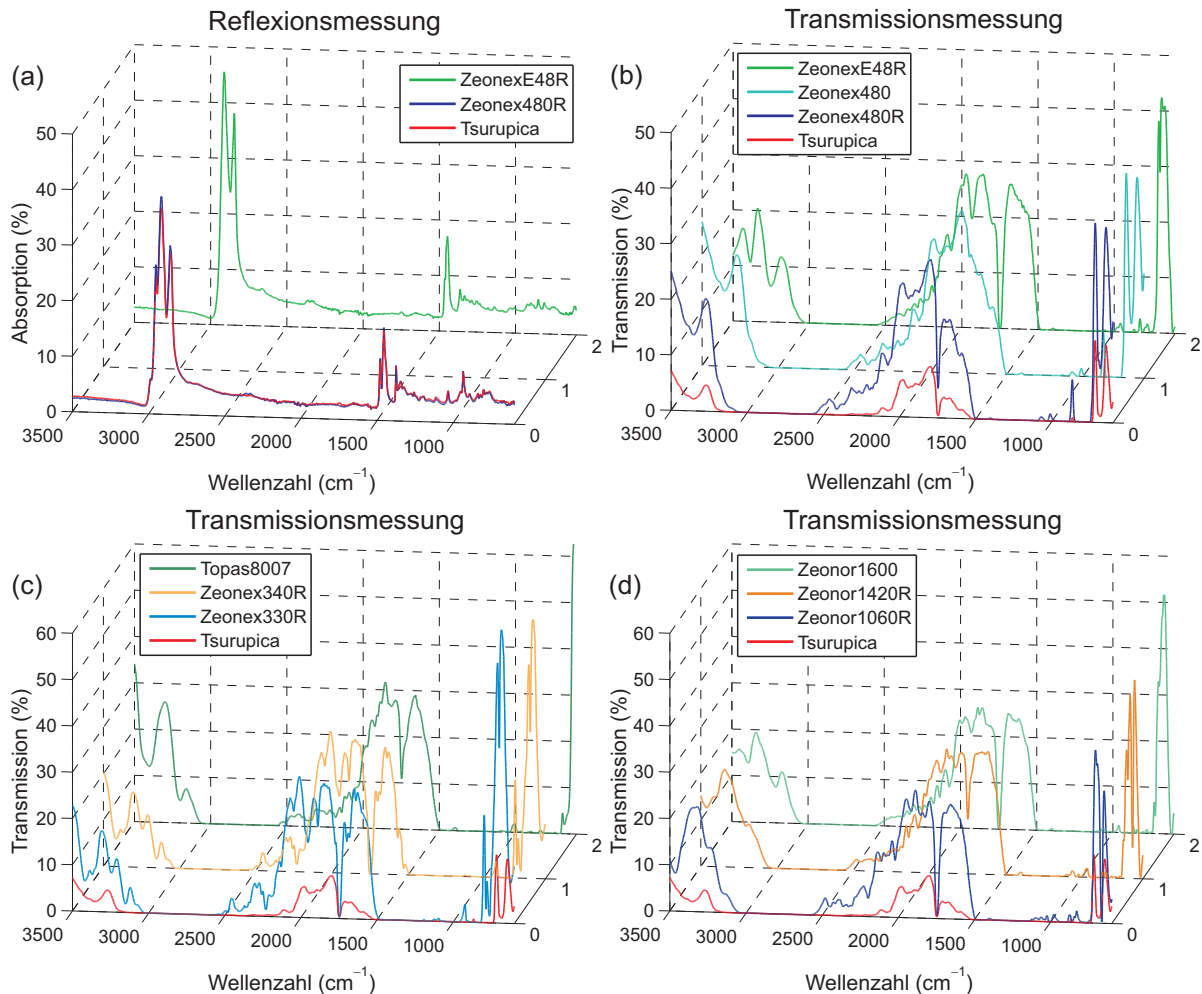 Reflexionsmessung
(a)
ZeonexE48R
Zeonex480R
Tsurupica
Absorption (%)
50
40
30
20
10
0
3500
3000
2500
2000
1500
1000
0
1
2
Wellenzahl (cm⁻¹)
Transmissionsmessung
(b)
ZeonexE48R
Zeonex480
Zeonex480R
Tsurupica
Transmission (%)
50
40
30
20
10
0
3500
3000
2500
2000
1500
1000
0
1
2
Wellenzahl (cm⁻¹)
Transmissionsmessung
(c)
Topas8007
Zeonex340R
Zeonex330R
Tsurupica
Transmission (%)
60
50
40
30
20
10
0
3500
3000
2500
2000
1500
1000
0
1
2
Wellenzahl (cm⁻¹)
Transmissionsmessung
(d)
Zeonor1600
Zeonor1420R
Zeonor1060R
Tsurupica
Transmission (%)
60
50
40
30
20
10
0
3500
3000
2500
2000
1500
1000
0
1
2
Wellenzahl (cm⁻¹)